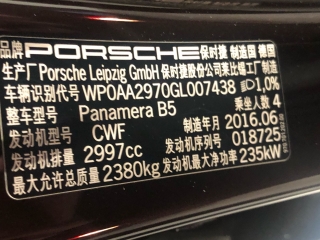 品牌 PORSCHE 保时捷 制造国 德国
生产厂 Porsche Leipzig GmbH 保时捷股份公司莱比锡工厂制造
车辆识别代号 WP0AA2970GL007438 1,0%
整车型号 Panamera B5 乘坐人数 4
发动机型号 CWF 制造年月 2016.06
发动机排量 2997cc 发动机序列号 018725
最大允许总质量 2380kg 发动机最大净功率 235kW